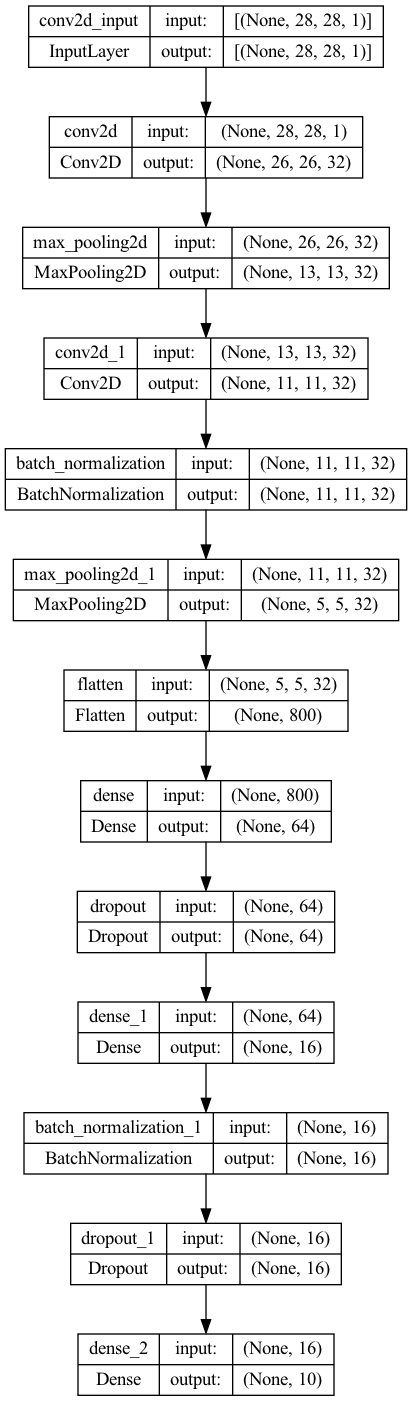 conv2d_input input: [(None, 28, 28, 1)]
InputLayer output: [(None, 28, 28, 1)]
conv2d input: (None, 28, 28, 1)
Conv2D output: (None, 26, 26, 32)
max_pooling2d input: (None, 26, 26, 32)
MaxPooling2D output: (None, 13, 13, 32)
conv2d_1 input: (None, 13, 13, 32)
Conv2D output: (None, 11, 11, 32)
batch_normalization input: (None, 11, 11, 32)
BatchNormalization output: (None, 11, 11, 32)
max_pooling2d_1 input: (None, 11, 11, 32)
MaxPooling2D output: (None, 5, 5, 32)
flatten input: (None, 5, 5, 32)
Flatten output: (None, 800)
dense input: (None, 800)
Dense output: (None, 64)
dropout input: (None, 64)
Dropout output: (None, 64)
dense_1 input: (None, 64)
Dense output: (None, 16)
batch_normalization_1 input: (None, 16)
BatchNormalization output: (None, 16)
dropout_1 input: (None, 16)
Dropout output: (None, 16)
dense_2 input: (None, 16)
Dense output: (None, 10)